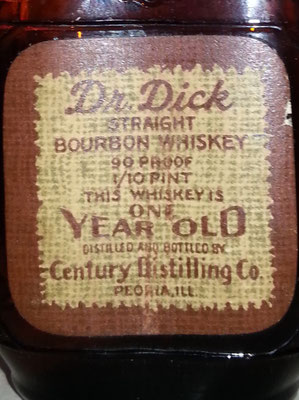 Dr. Dick
STRAIGHT
BOURBON WHISKEY
90 PROOF
1/10 PINT
THIS WHISKEY IS
ONE
YEAR OLD
DISTILLED AND BOTTLED BY
Century Distilling Co.
PEORIA, ILL.